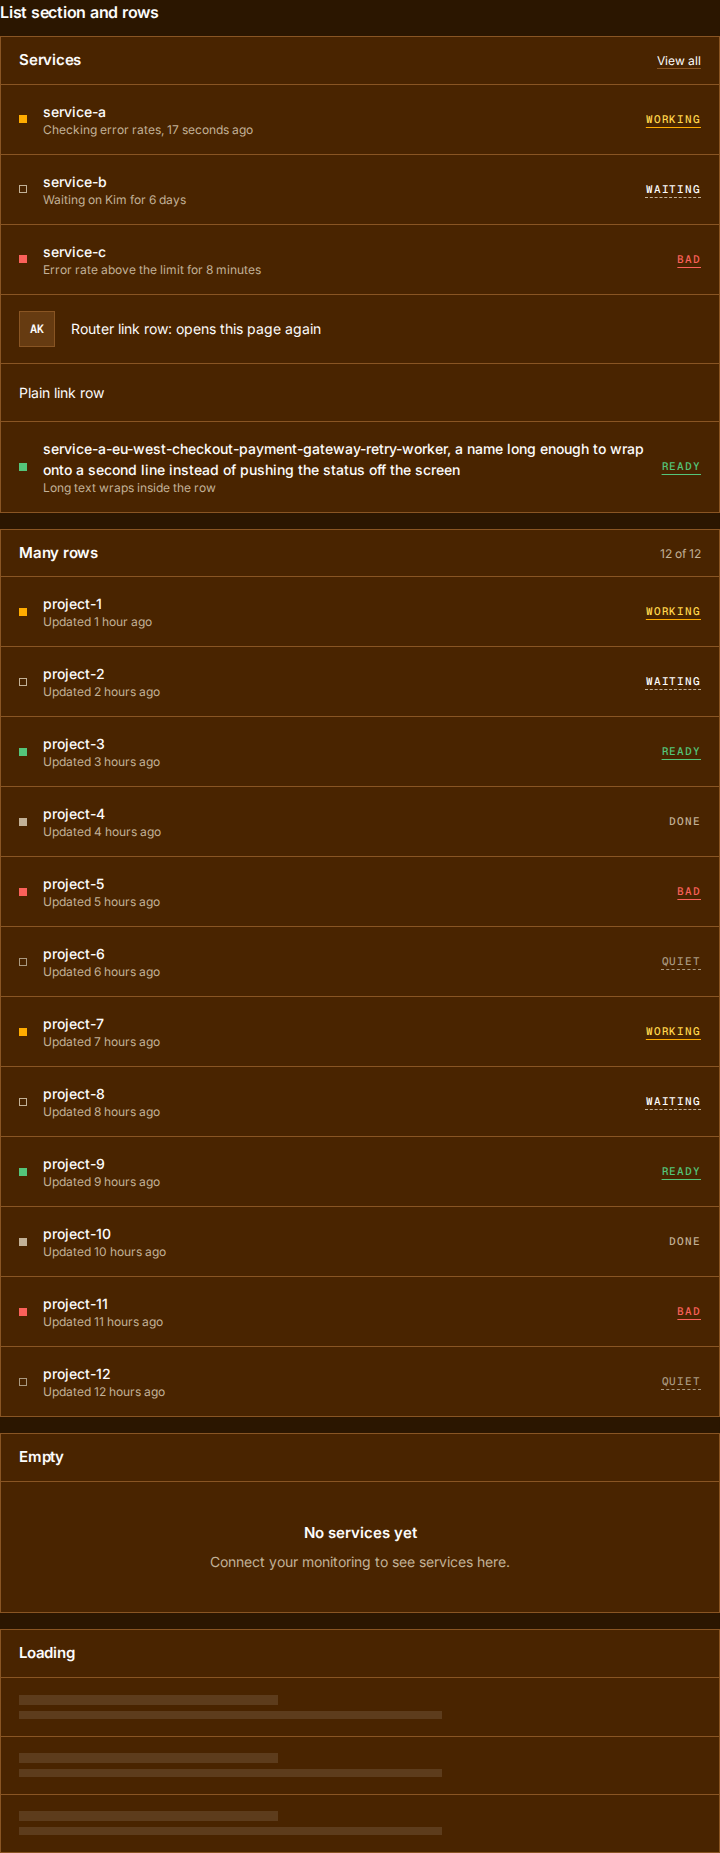 List section and rows
Services
View all
service-a
Checking error rates, 17 seconds ago
WORKING
service-b
Waiting on Kim for 6 days
WAITING
service-c
Error rate above the limit for 8 minutes
BAD
AK
Router link row: opens this page again
Plain link row
service-a-eu-west-checkout-payment-gateway-retry-worker, a name long enough to wrap
onto a second line instead of pushing the status off the screen
Long text wraps inside the row
READY
Many rows
12 of 12
project-1
Updated 1 hour ago
WORKING
project-2
Updated 2 hours ago
WAITING
project-3
Updated 3 hours ago
READY
project-4
Updated 4 hours ago
DONE
project-5
Updated 5 hours ago
BAD
project-6
Updated 6 hours ago
QUIET
project-7
Updated 7 hours ago
WORKING
project-8
Updated 8 hours ago
WAITING
project-9
Updated 9 hours ago
READY
project-10
Updated 10 hours ago
DONE
project-11
Updated 11 hours ago
BAD
project-12
Updated 12 hours ago
QUIET
Empty
No services yet
Connect your monitoring to see services here.
Loading